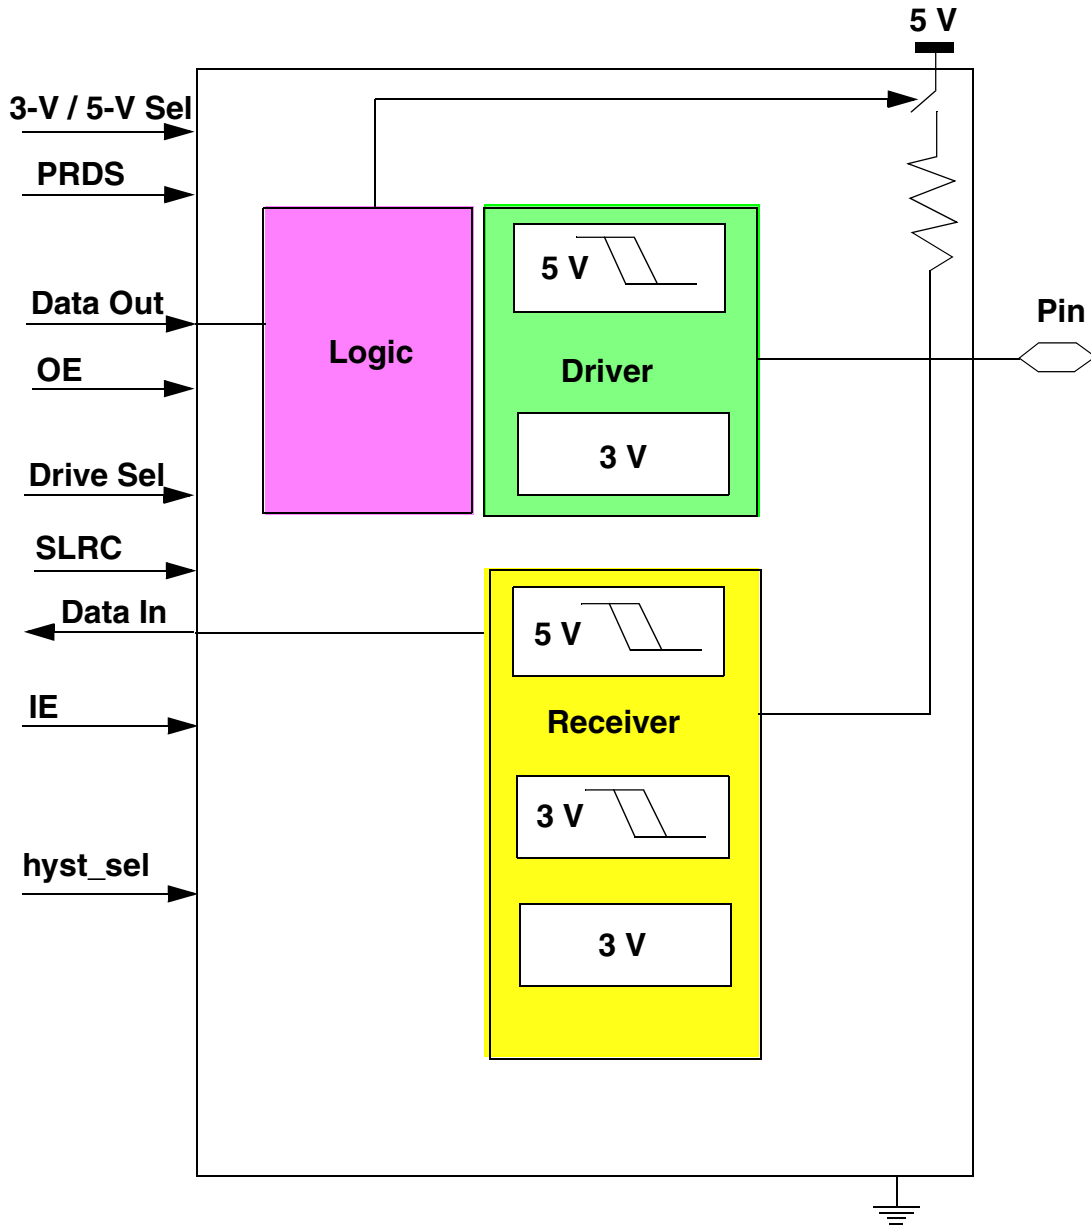 5 V
3-V / 5-V Sel
PRDS
Data Out
OE
Drive Sel
SLRC
Data In
IE
hyst_sel
Logic
5 V
Driver
3 V
5 V
Receiver
3 V
3 V
Pin